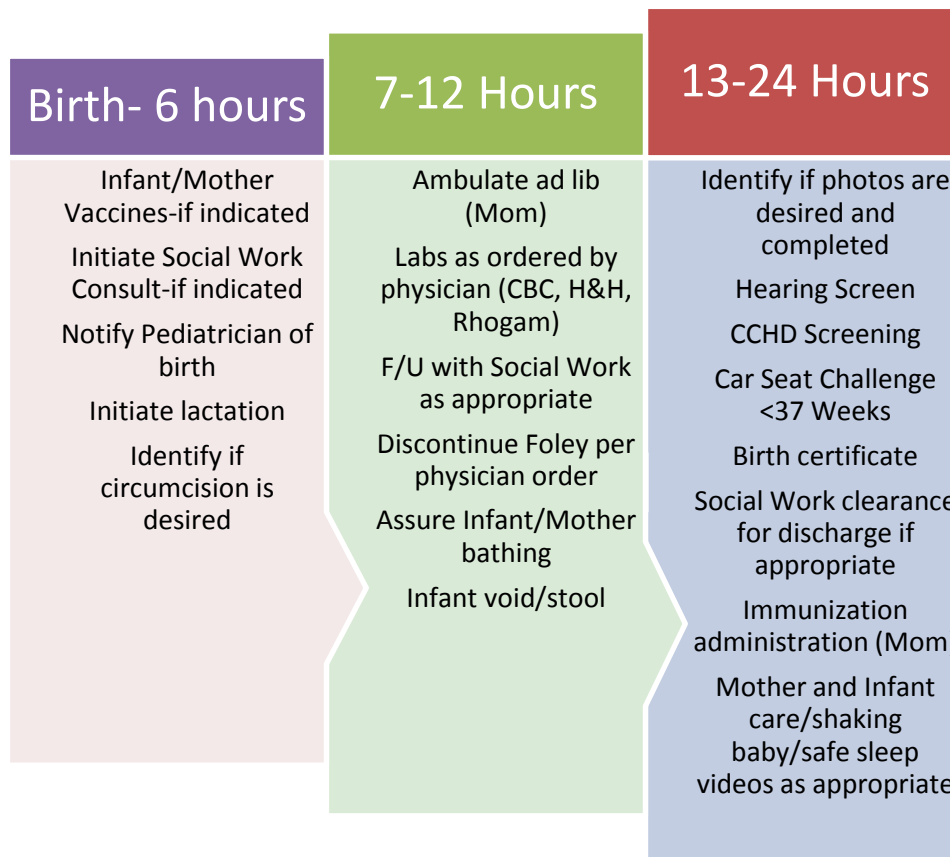 Birth- 6 hours
Infant/Mother
Vaccines-if indicated
Initiate Social Work
Consult-if indicated
Notify Pediatrician of
birth
Initiate lactation
Identify if
circumcision is
desired
7-12 Hours
Ambulate ad lib
(Mom)
Labs as ordered by
physician (CBC, H&H,
Rhogam)
F/U with Social Work
as appropriate
Discontinue Foley per
physician order
Assure Infant/Mother
bathing
Infant void/stool
13-24 Hours
Identify if photos are
desired and
completed
Hearing Screen
CCHD Screening
Car Seat Challenge
<37 Weeks
Birth certificate
Social Work clearance
for discharge if
appropriate
Immunization
administration (Mom
Mother and Infant
care/shaking
baby/safe sleep
videos as appropriate